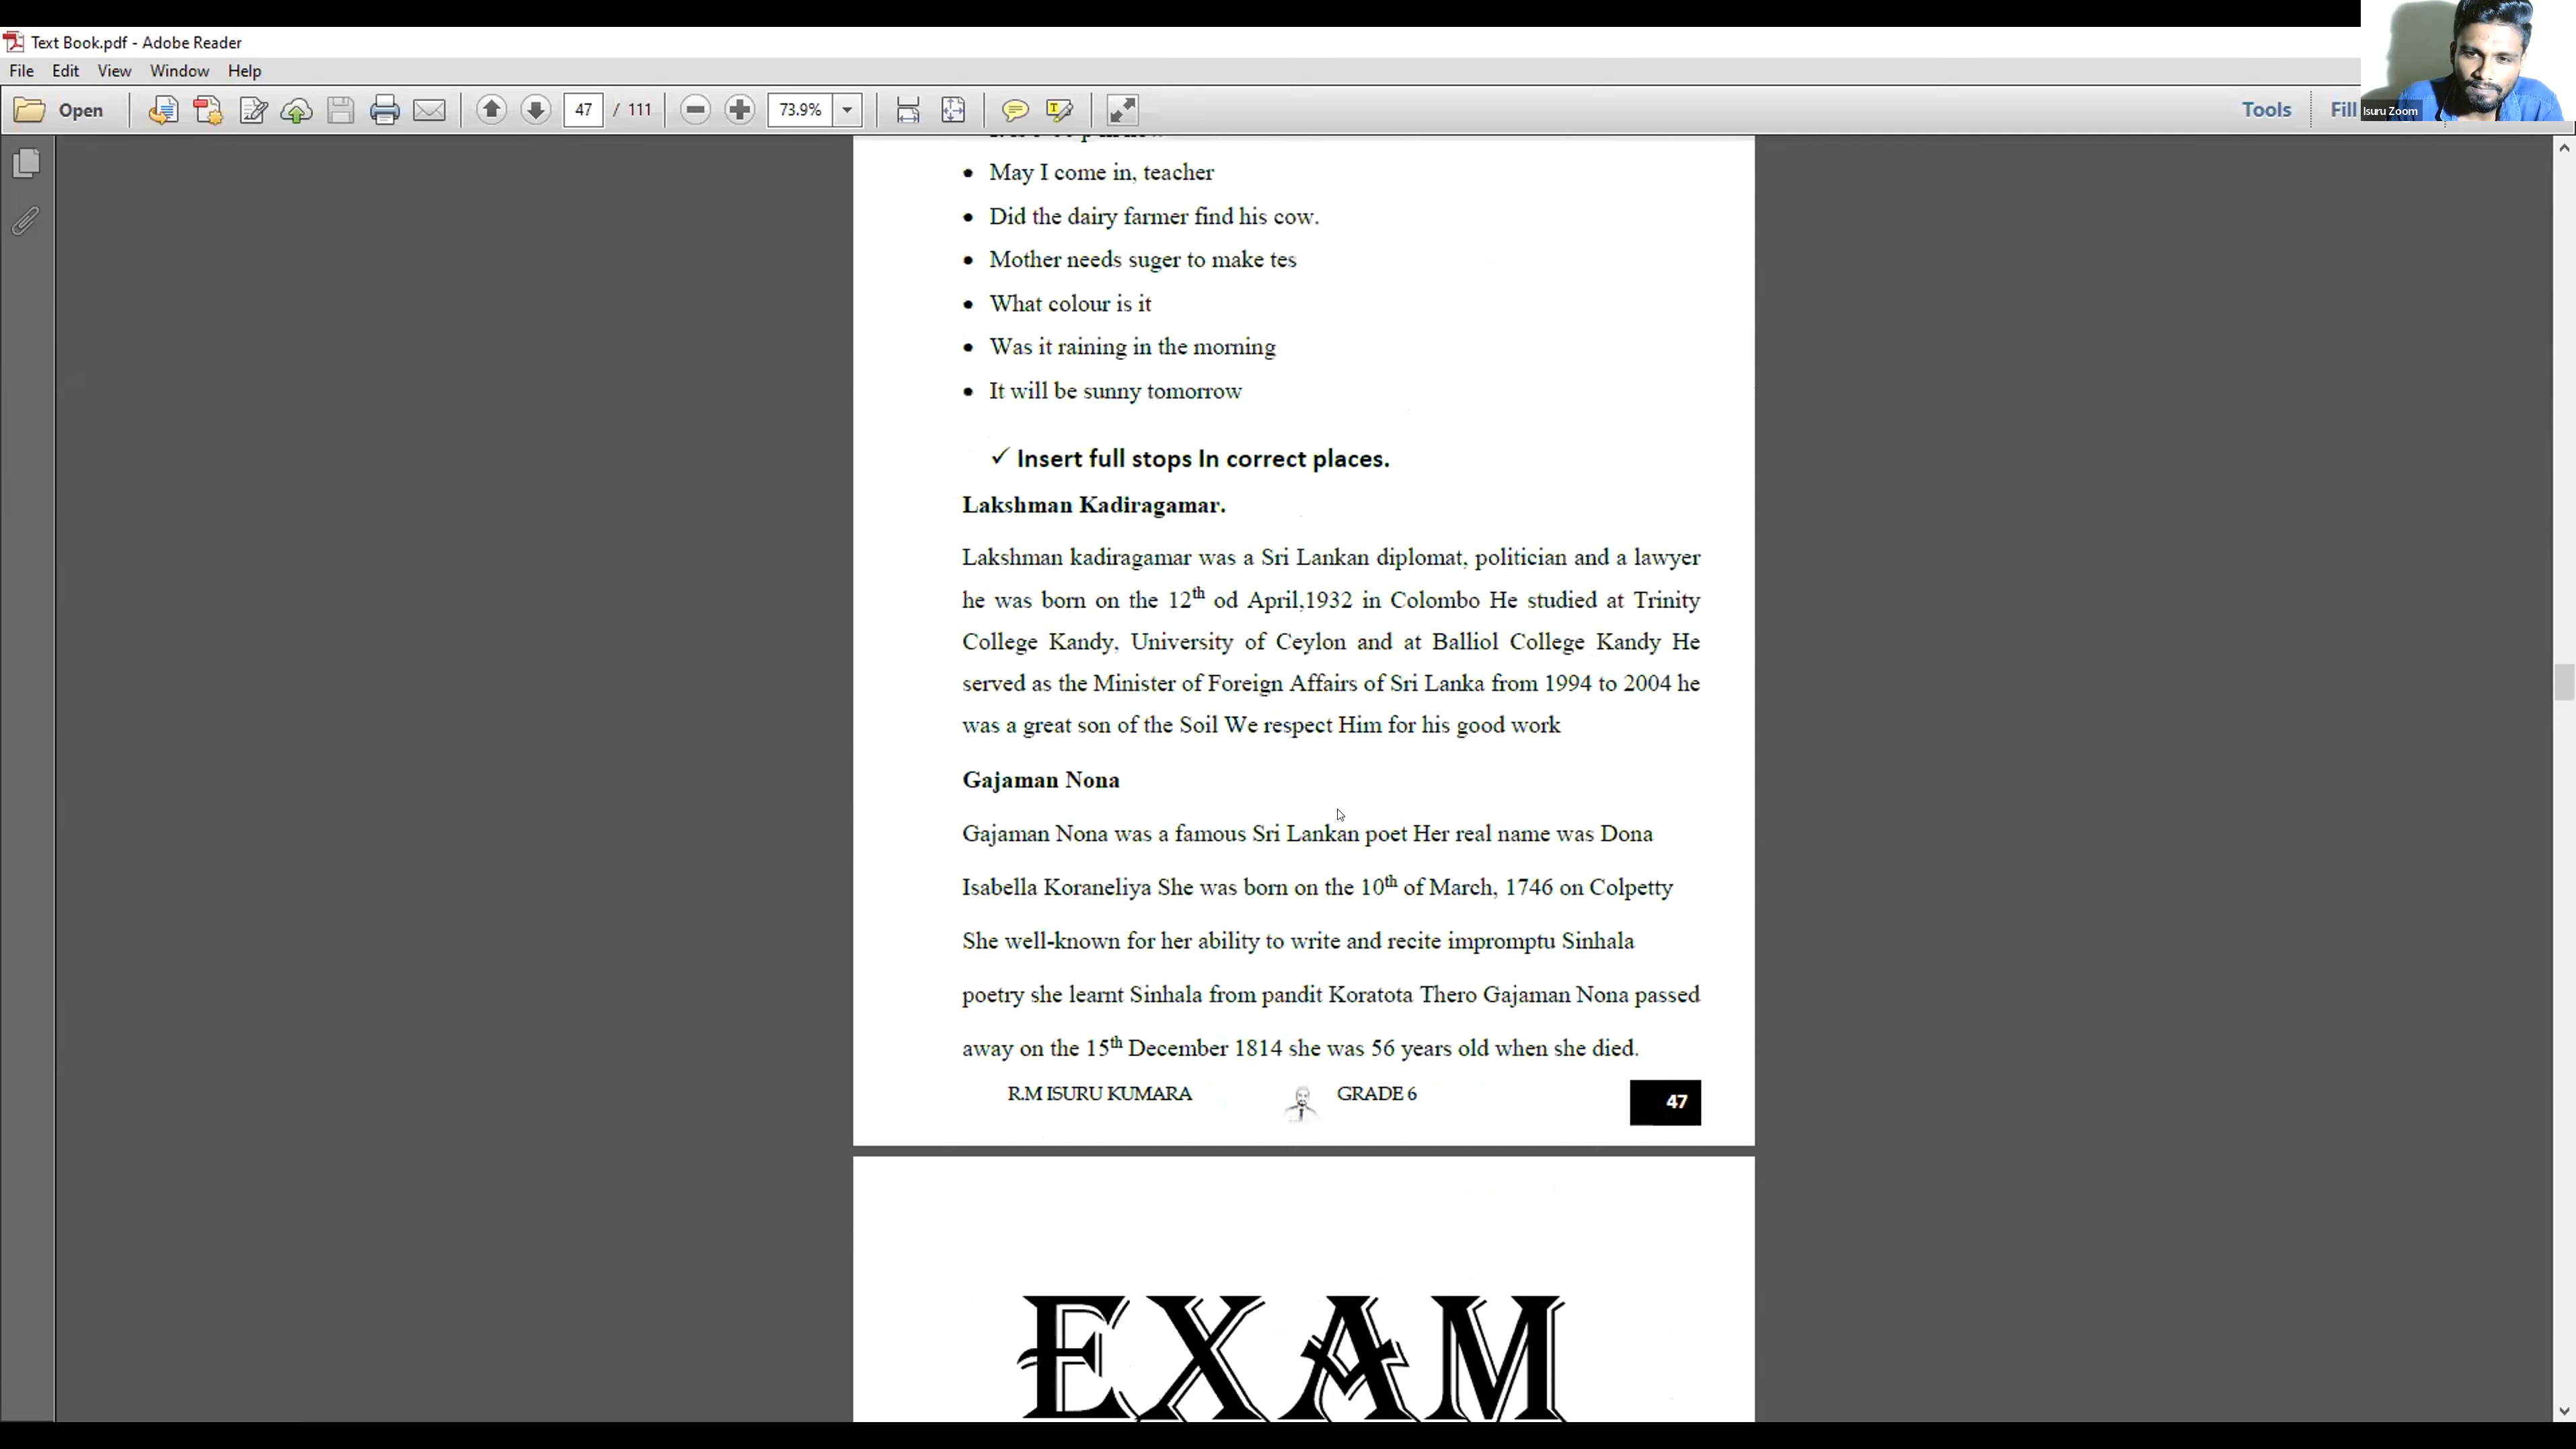 Text Book.pdf - Adobe Reader
File Edit View Window Help
Open 47 / 111 73.9% Tools Fill
Isuru Zoom
• May I come in, teacher
• Did the dairy farmer find his cow.
• Mother needs suger to make tes
• What colour is it
• Was it raining in the morning
• It will be sunny tomorrow
✓ Insert full stops In correct places.
Lakshman Kadiragamar.
Lakshman kadiragamar was a Sri Lankan diplomat, politician and a lawyer
he was born on the 12th od April,1932 in Colombo He studied at Trinity
College Kandy, University of Ceylon and at Balliol College Kandy He
served as the Minister of Foreign Affairs of Sri Lanka from 1994 to 2004 he
was a great son of the Soil We respect Him for his good work
Gajaman Nona
Gajaman Nona was a famous Sri Lankan poet Her real name was Dona
Isabella Koraneliya She was born on the 10th of March, 1746 on Colpetty
She well-known for her ability to write and recite impromptu Sinhala
poetry she learnt Sinhala from pandit Koratota Thero Gajaman Nona passed
away on the 15th December 1814 she was 56 years old when she died.
R.M ISURU KUMARA GRADE 6 47
EXAM